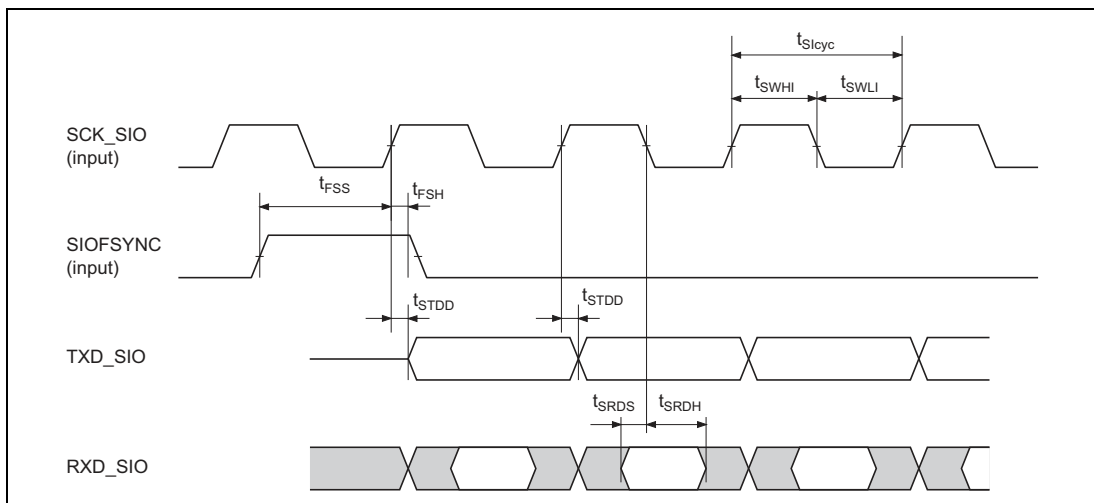 tSIcyc
tSWHI
tSWLI
SCK_SIO
(input)
tFSS
tFSH
SIOFSYNC
(input)
tSTDD
tSTDD
TXD_SIO
tSRDS
tSRDH
RXD_SIO